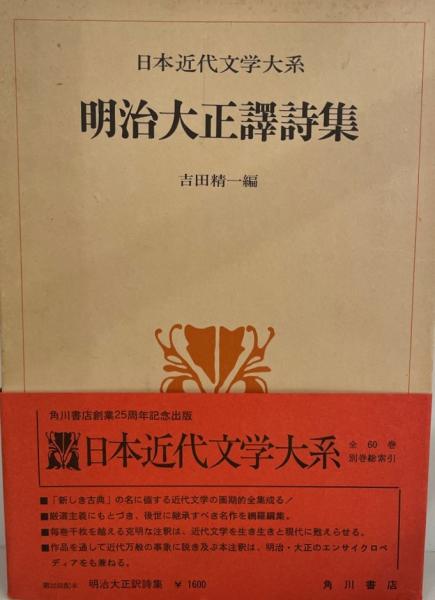 日本近代文学大系
明治大正譯詩集
吉田精一編
角川書店創業25周年記念出版
日本近代文学大系
全60巻
別巻総索引
■「新しき古典」の名に値する近代文学の画期的全集成る!
■厳選主義にもとづき、後世に継承すべき名作を網羅編集。
■毎巻千枚を越える克明な注釈は、近代文学を生き生きと現代に甦えらせる。
■作品を通して近代万般の事象に説き及ぶ本注釈は、明治・大正のエンサイクロペ
ディアをも兼ねる。
明治大正訳詩集 ¥1600
角川書店